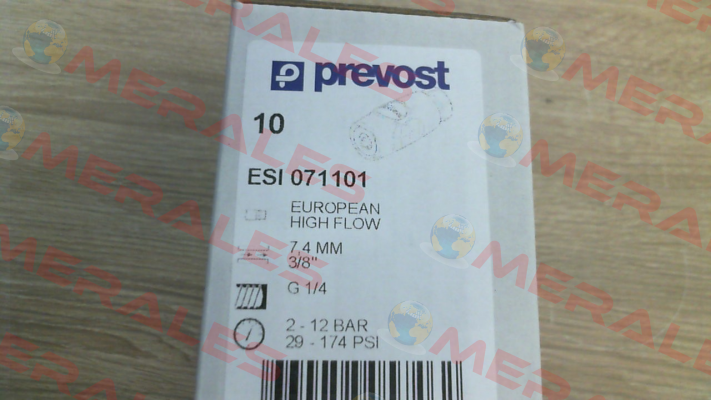 prevost
10
ESI 071101
EUROPEAN
HIGH FLOW
7,4 MM
3/8"
G 1/4
2 - 12 BAR
29 - 174 PSI
MERALES
MERALES
MERALES
MERALES
MERALES
MERALES